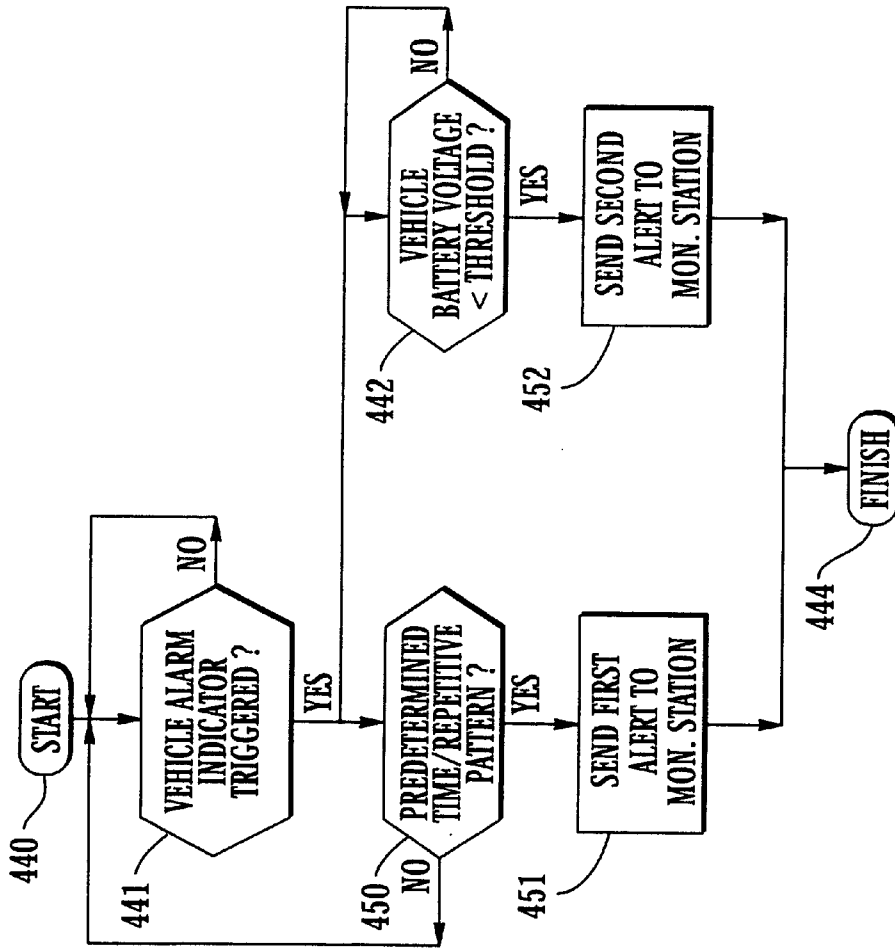 START
440
VEHICLE ALARM
INDICATOR
TRIGGERED ?
441
NO
YES
PREDETERMINED
TIME/REPETITIVE
PATTERN ?
450
NO
YES
VEHICLE
BATTERY VOLTAGE
< THRESHOLD ?
442
NO
YES
SEND FIRST
ALERT TO
MON. STATION
451
SEND SECOND
ALERT TO
MON. STATION
452
FINISH
444